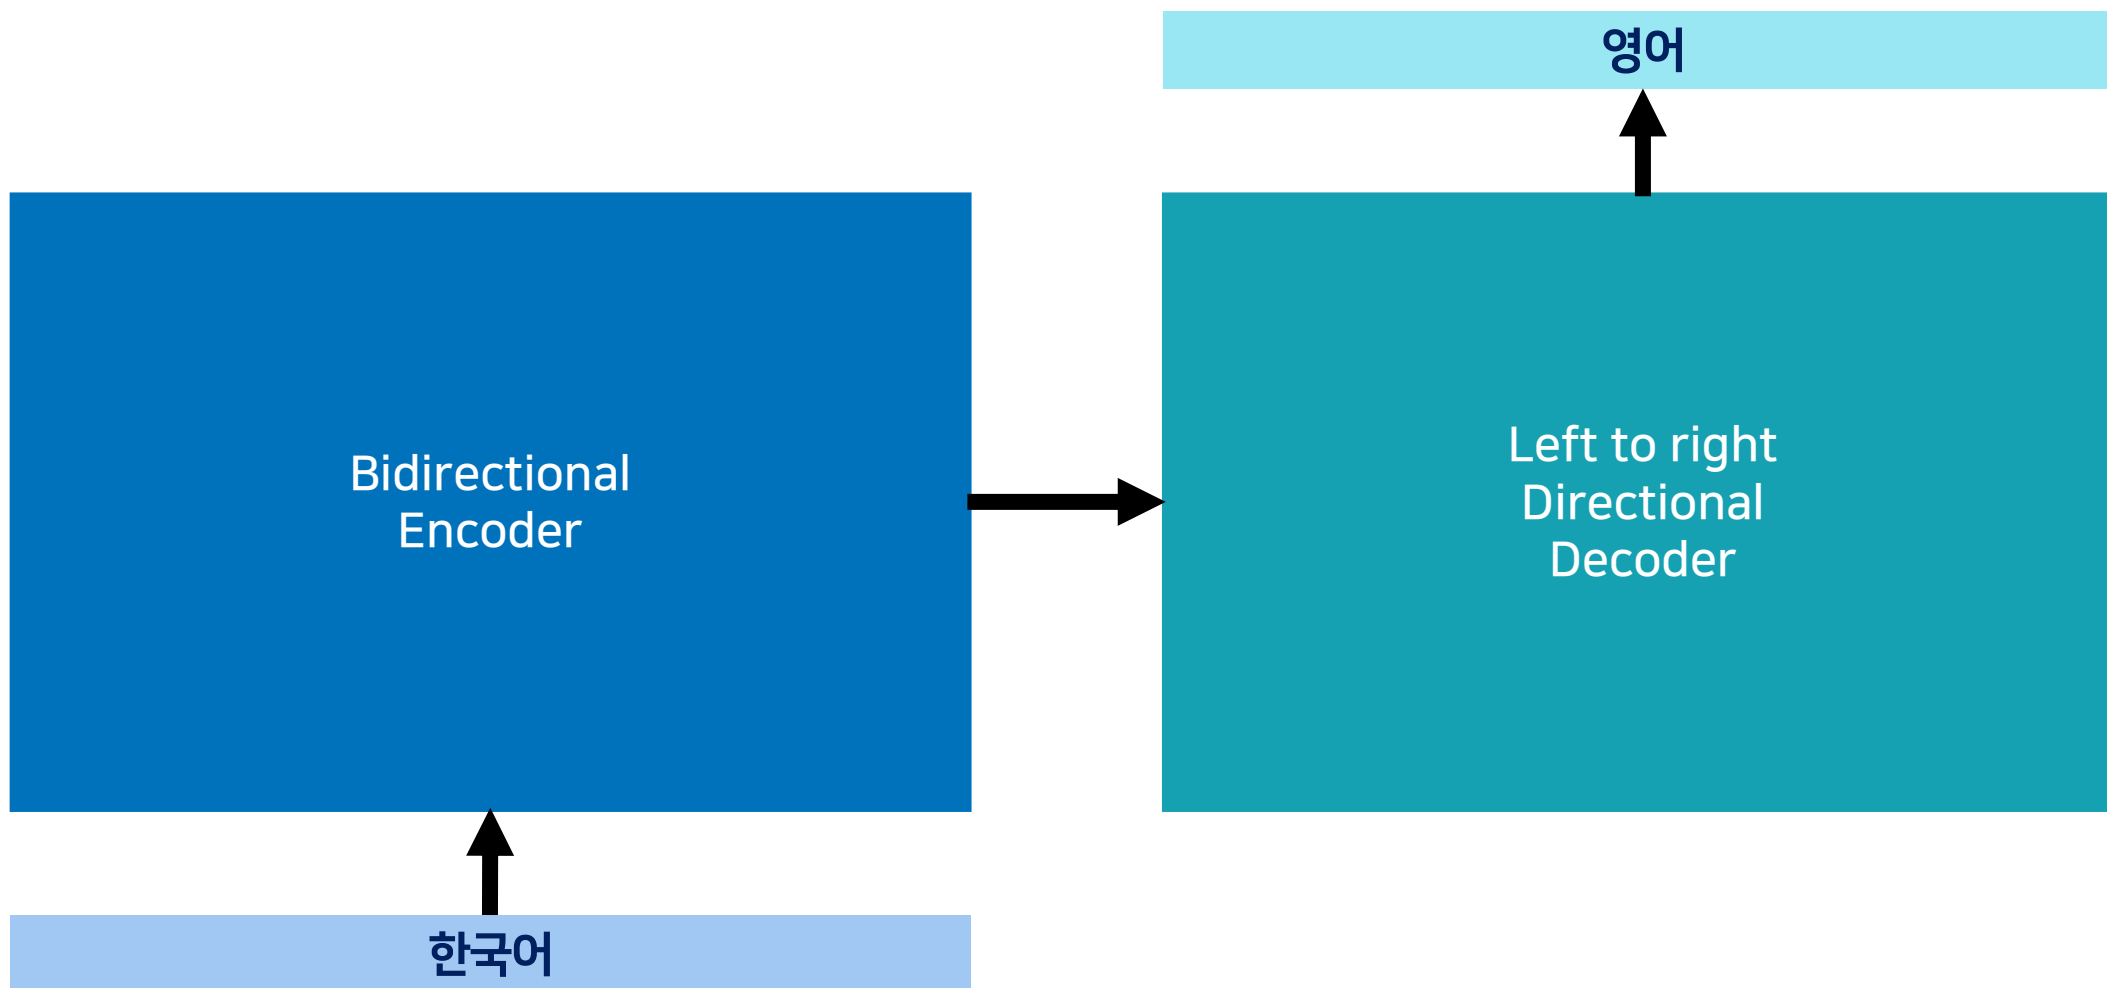 영어
Bidirectional
Encoder
Left to right
Directional
Decoder
한국어